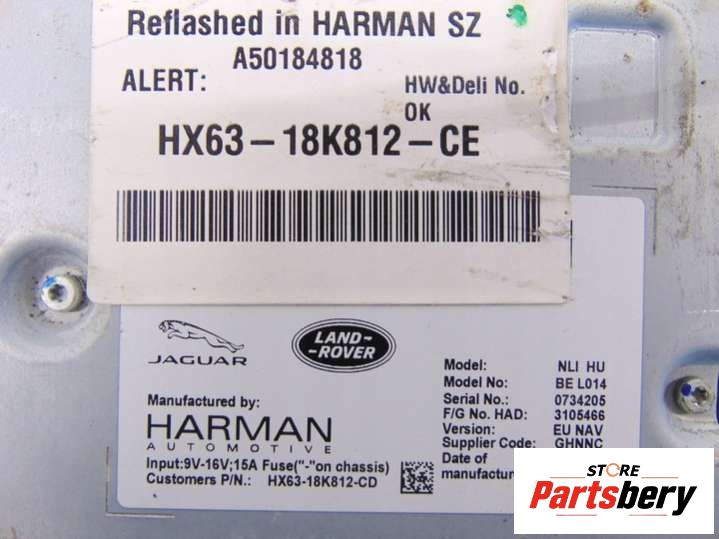 Reflashed in HARMAN SZ
A50184818
ALERT:
HW&Deli No.
OK
HX63-18K812-CE
JAGUAR
LAND-
-ROVER
Manufactured by:
HARMAN
AUTOMOTIVE
Input:9V-16V;15A Fuse("-"on chassis)
Customers P/N.: HX63-18K812-CD
Model: NLI HU
Model No: BE L014
Serial No.: 0734205
F/G No. HAD: 3105466
Version: EU NAV
Supplier Code: GHNNC
Date of
manufactur
STORE
Partsbery